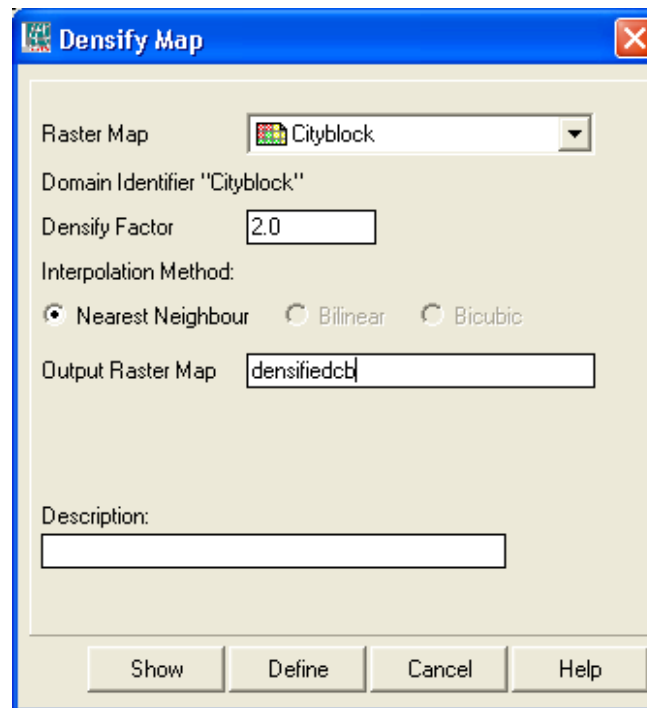 Densify Map
Raster Map Cityblock
Domain Identifier "Cityblock"
Densify Factor 2.0
Interpolation Method:
Nearest Neighbour Bilinear Bicubic
Output Raster Map densifiedcb
Description:
Show Define Cancel Help